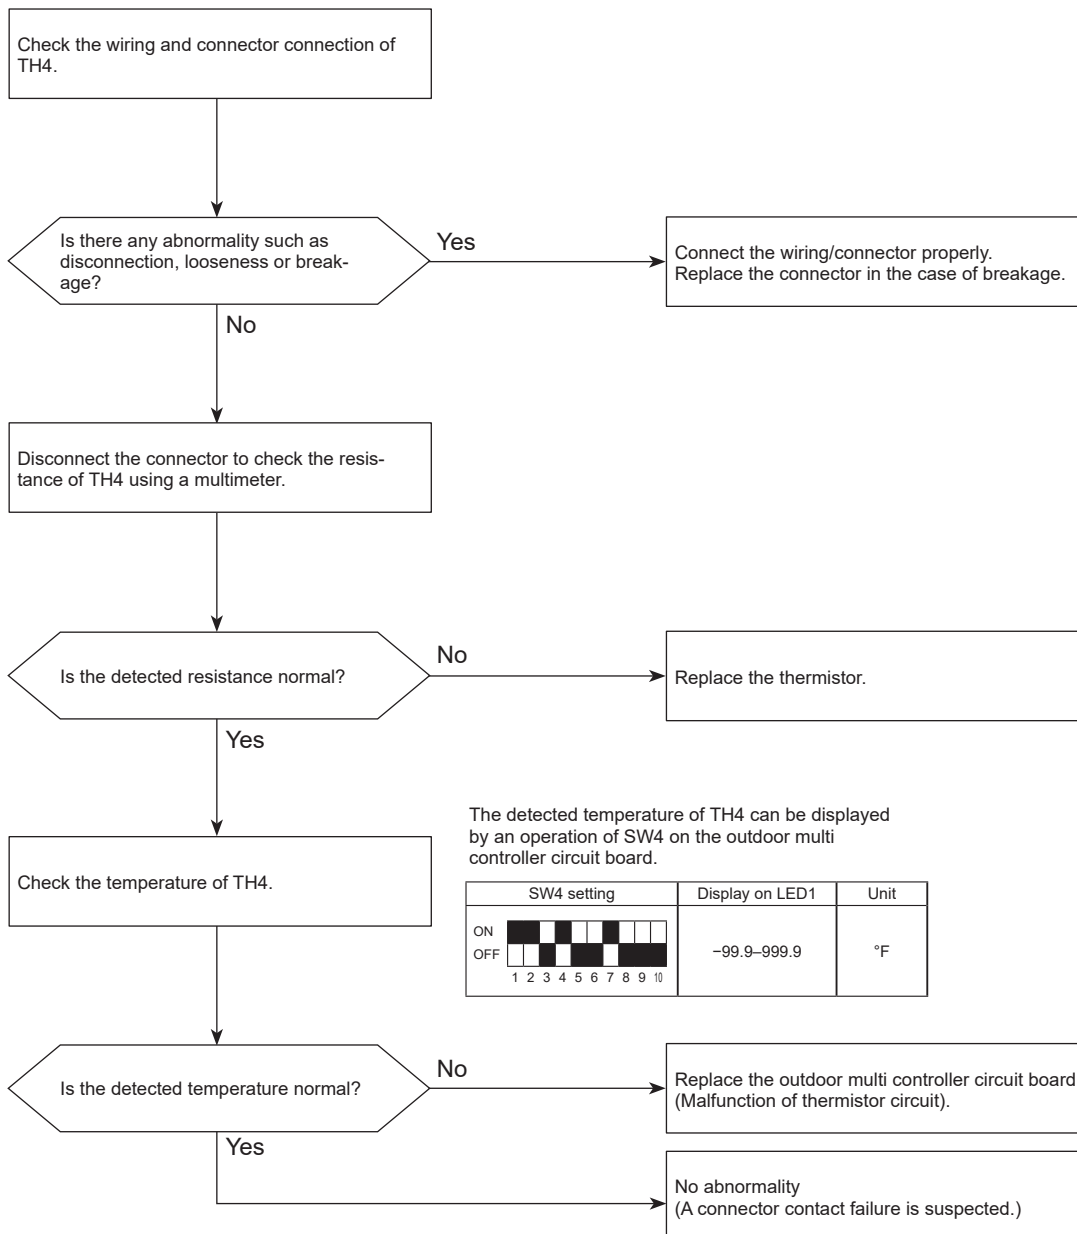 Check the wiring and connector connection of
TH4.
Is there any abnormality such as
disconnection, looseness or break-
age?
Yes
Connect the wiring/connector properly.
Replace the connector in the case of breakage.
No
Disconnect the connector to check the resis-
tance of TH4 using a multimeter.
Is the detected resistance normal?
No
Replace the thermistor.
Yes
The detected temperature of TH4 can be displayed
by an operation of SW4 on the outdoor multi
controller circuit board.
Check the temperature of TH4.
SW4 setting
Display on LED1
Unit
ON
OFF
1 2 3 4 5 6 7 8 9 10
−99.9–999.9
°F
Is the detected temperature normal?
No
Replace the outdoor multi controller circuit board
(Malfunction of thermistor circuit).
Yes
No abnormality
(A connector contact failure is suspected.)